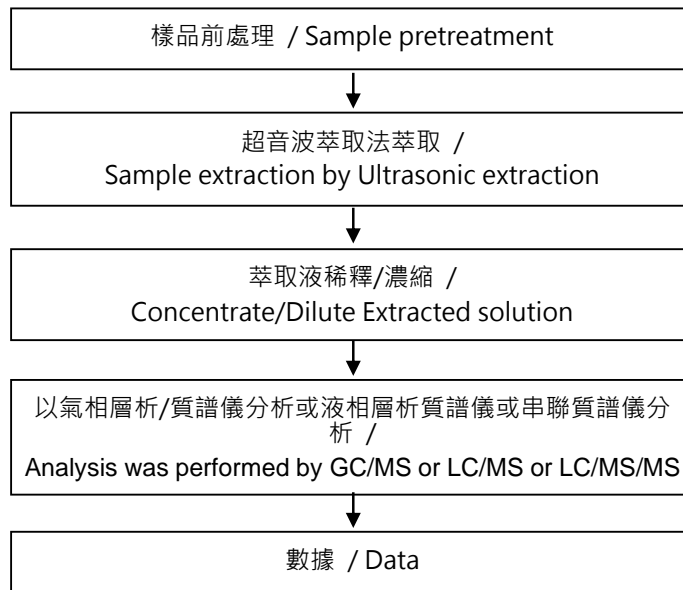 樣品前處理 / Sample pretreatment
超音波萃取法萃取 /
Sample extraction by Ultrasonic extraction
萃取液稀釋/濃縮 /
Concentrate/Dilute Extracted solution
以氣相層析/質譜儀分析或液相層析質譜儀或串聯質譜儀分
析 /
Analysis was performed by GC/MS or LC/MS or LC/MS/MS
數據 / Data